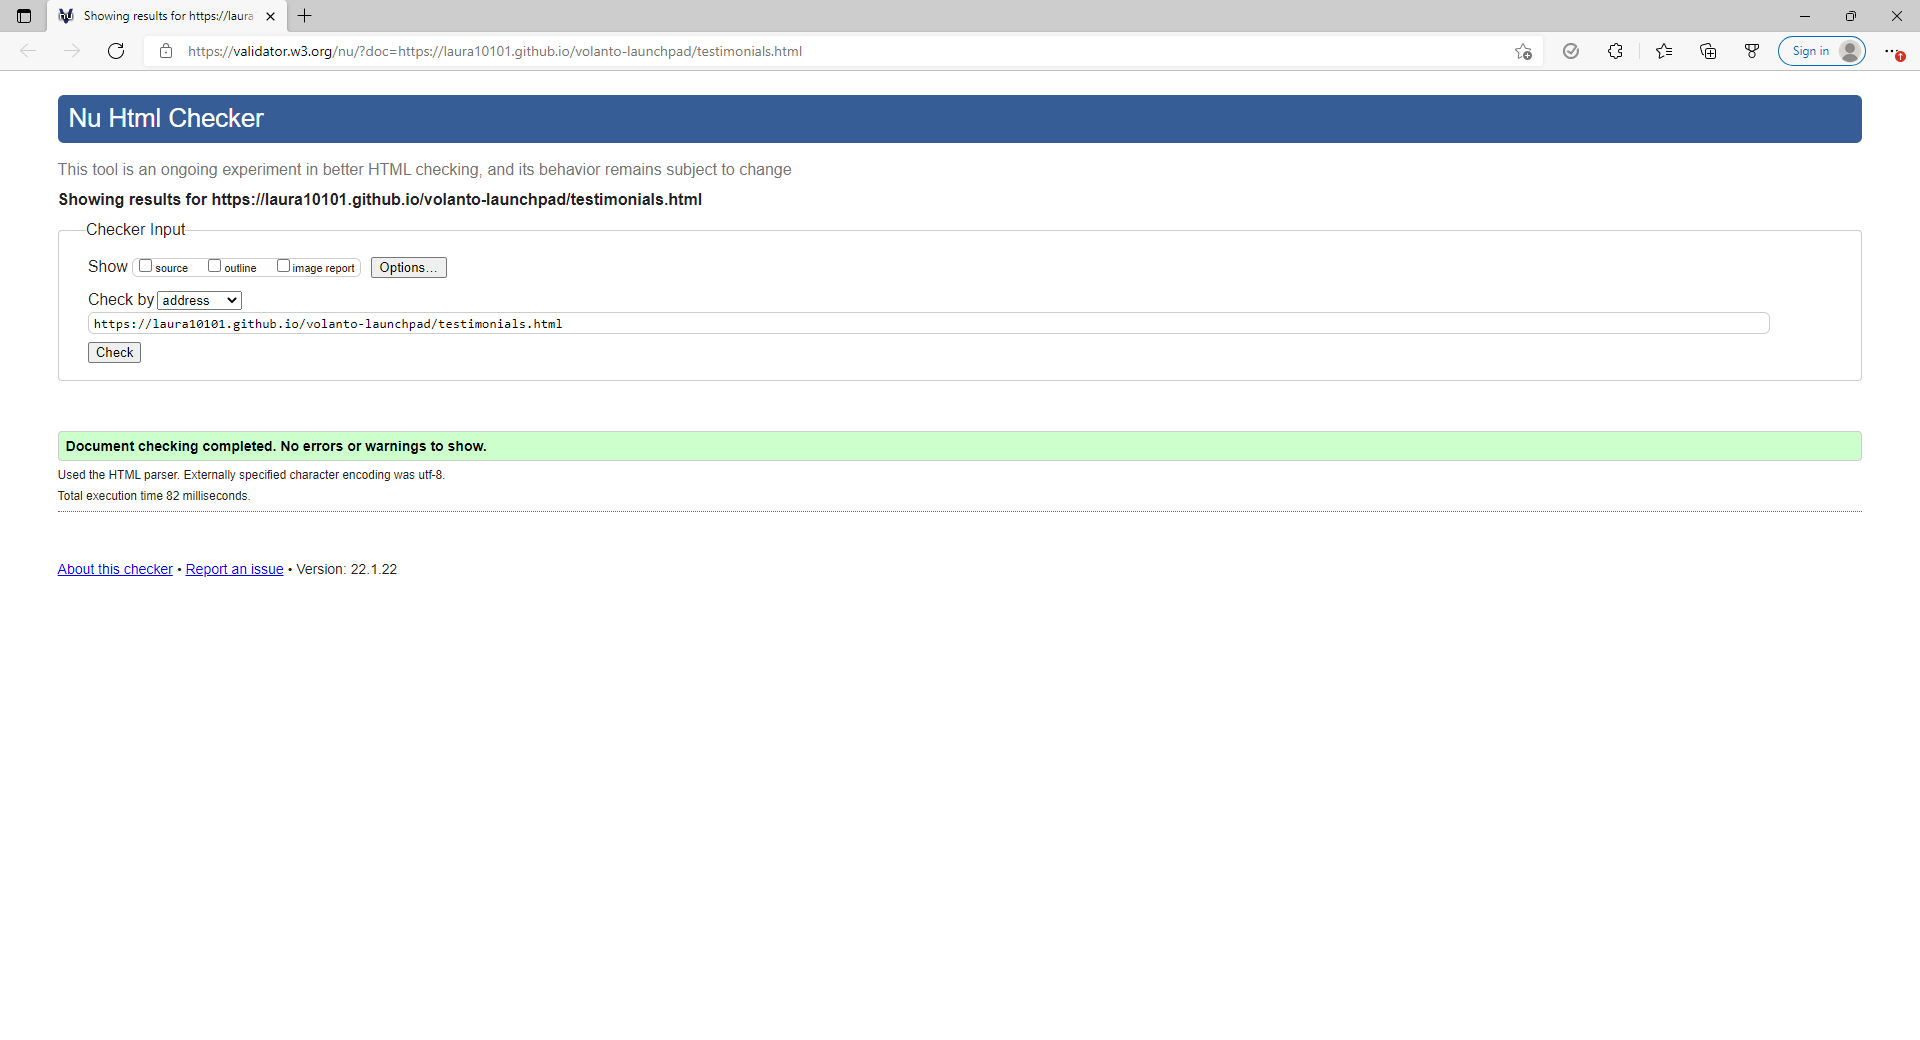 Showing results for https://laura
https://validator.w3.org/nu/?doc=https://laura10101.github.io/volanto-launchpad/testimonials.html
Sign in
Nu Html Checker
This tool is an ongoing experiment in better HTML checking, and its behavior remains subject to change
Showing results for https://laura10101.github.io/volanto-launchpad/testimonials.html
Checker Input
Show source outline image report Options...
Check by address
https://laura10101.github.io/volanto-launchpad/testimonials.html
Check
Document checking completed. No errors or warnings to show.
Used the HTML parser. Externally specified character encoding was utf-8.
Total execution time 82 milliseconds.
About this checker • Report an issue • Version: 22.1.22